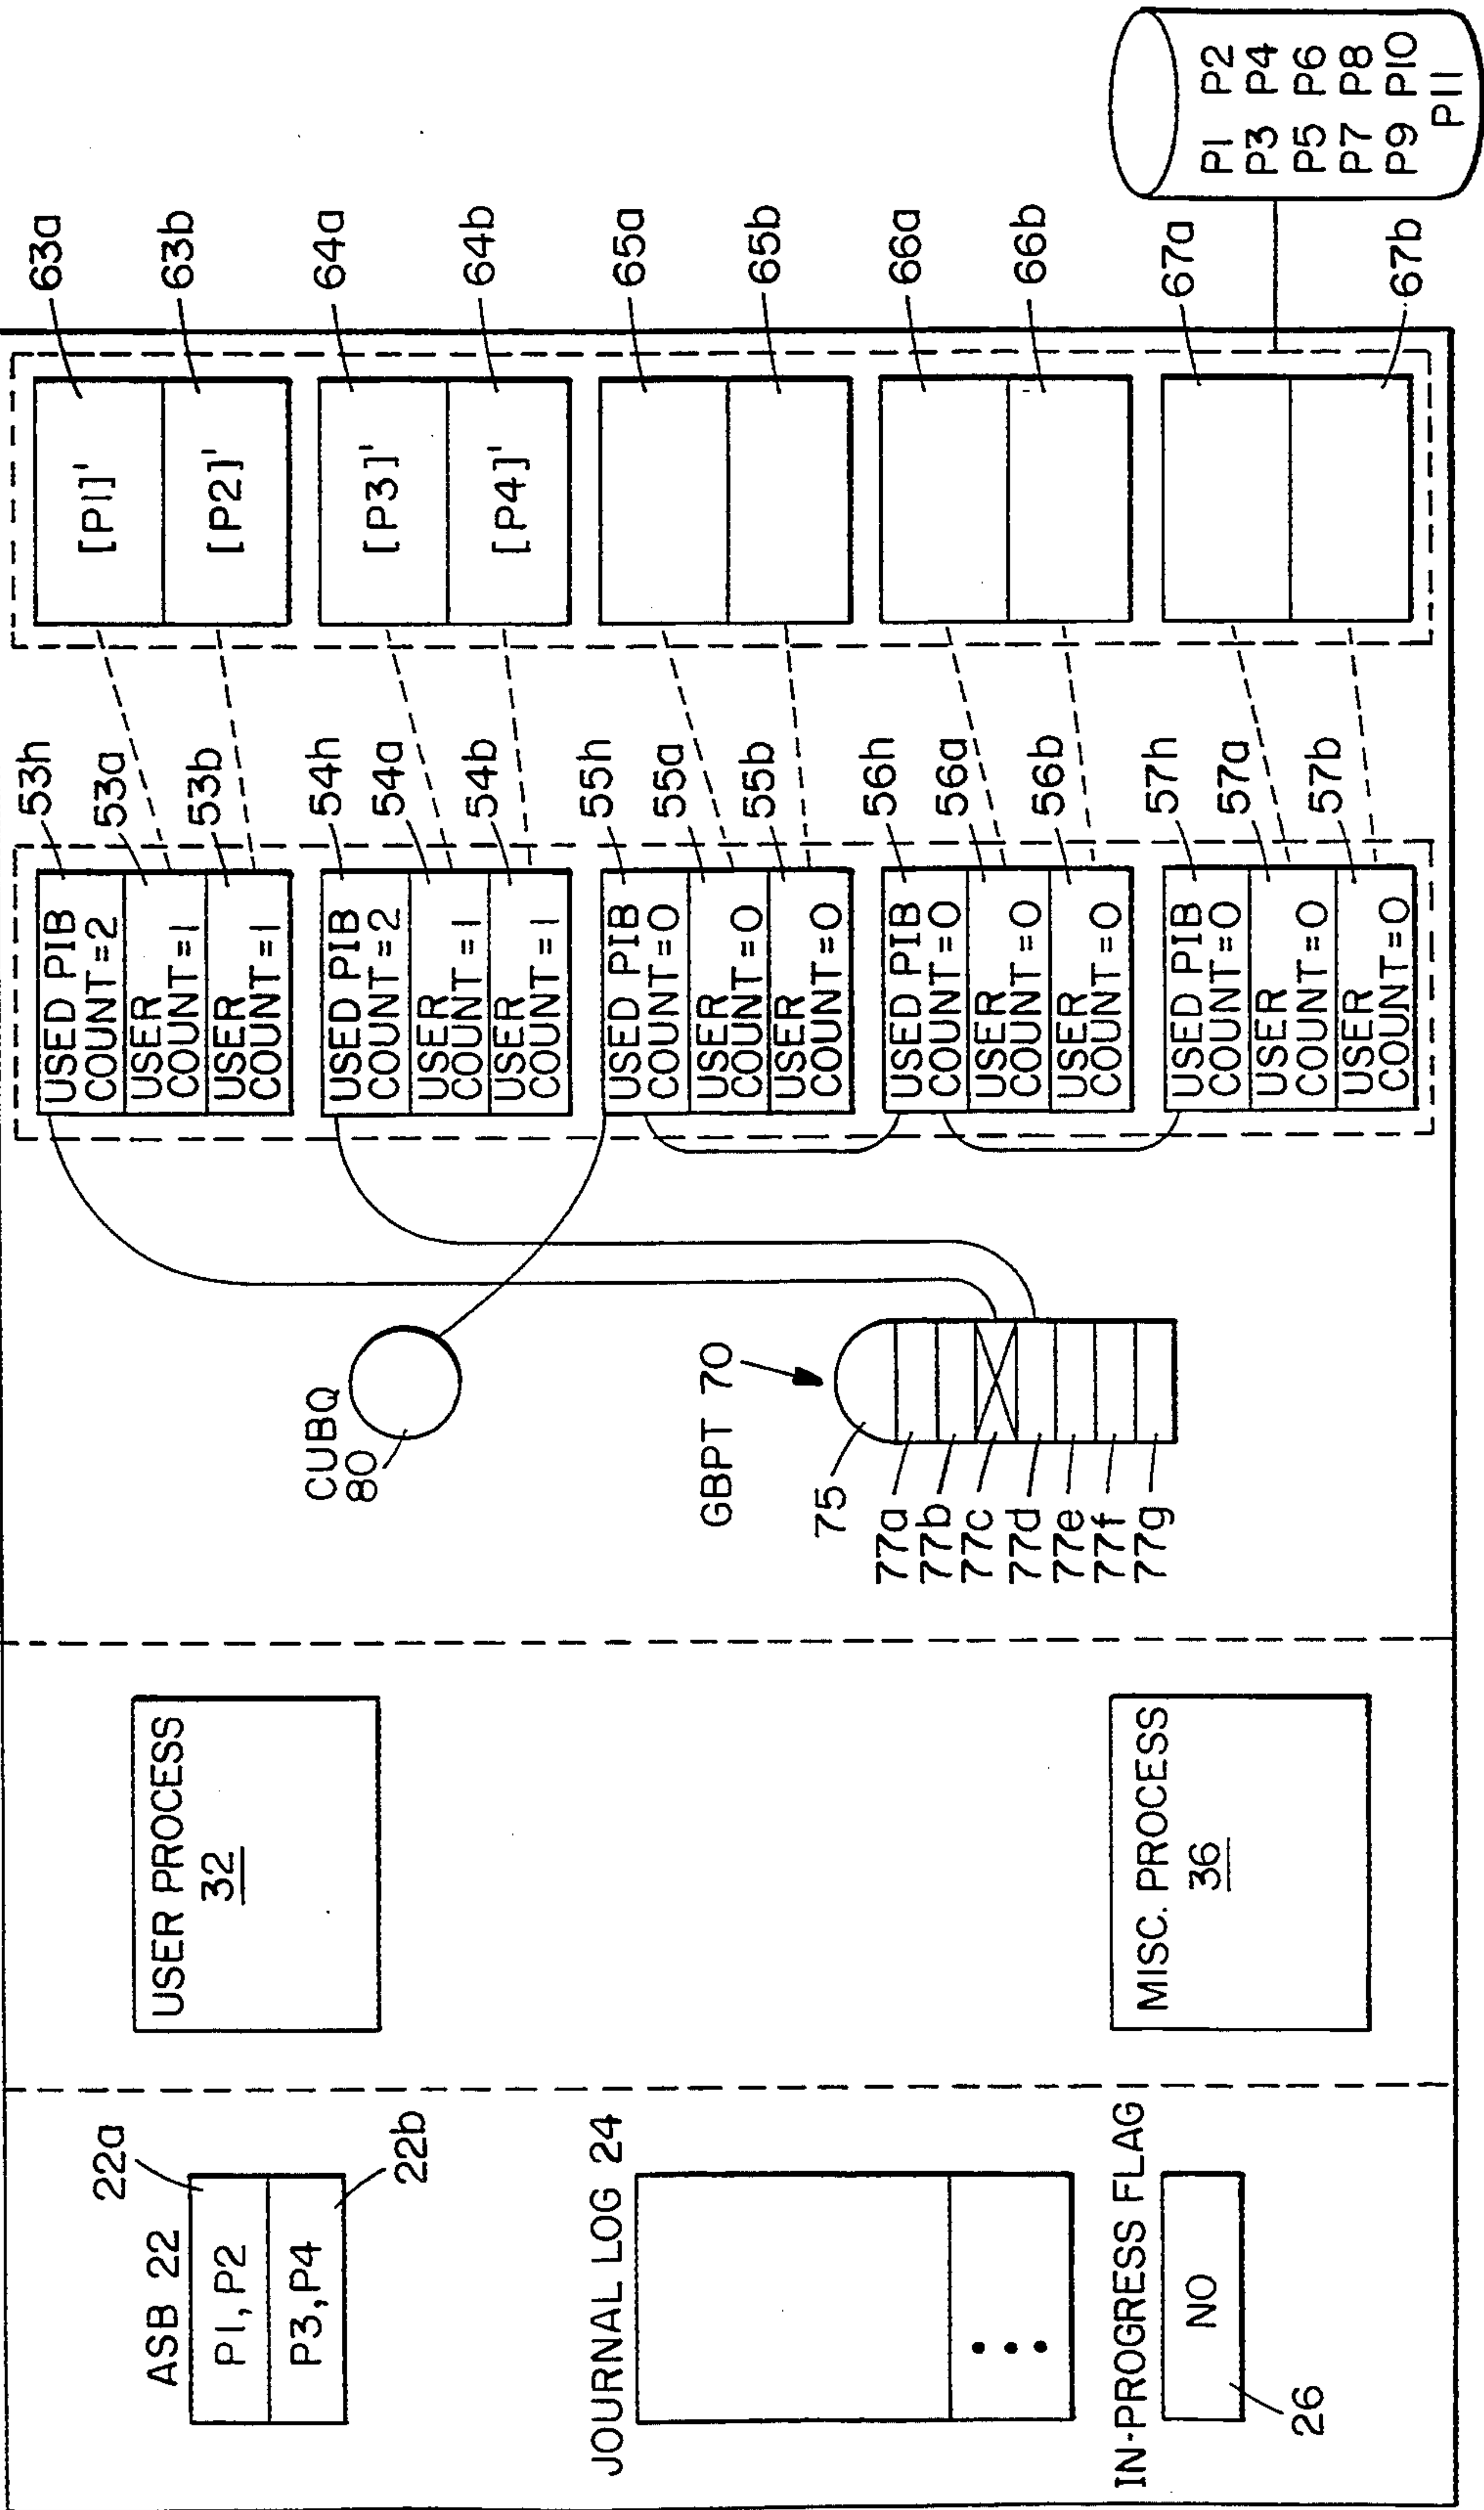 ASB 22
22a
P1,P2
P3,P4
22b
JOURNAL LOG 24
• • •
IN-PROGRESS FLAG
NO
26
USER PROCESS
32
MISC. PROCESS
36
CUBQ
80
GBPT 70
75
77a
77b
77c
77d
77e
77f
77g
USED PIB
COUNT=2
USER
COUNT=1
USER
COUNT=1
53h
53a
53b
USED PIB
COUNT=2
USER
COUNT=1
USER
COUNT=1
54h
54a
54b
USED PIB
COUNT=0
USER
COUNT=0
USER
COUNT=0
55h
55a
55b
USED PIB
COUNT=0
USER
COUNT=0
USER
COUNT=0
56h
56a
56b
USED PIB
COUNT=0
USER
COUNT=0
USER
COUNT=0
57h
57a
57b
[P1]'
[P2]'
63a
63b
[P3]'
[P4]'
64a
64b
65a
65b
66a
66b
67a
67b
P1 P2
P3 P4
P5 P6
P7 P8
P9 P10
P11